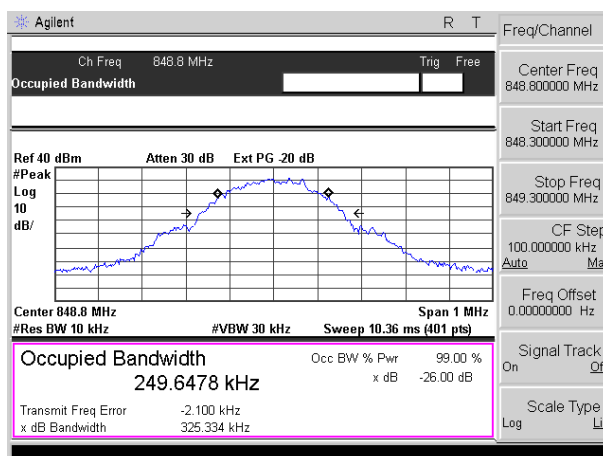 Agilent R T
Ch Freq 848.8 MHz Trig Free
Occupied Bandwidth
Ref 40 dBm Atten 30 dB Ext PG -20 dB
#Peak
Log
10
dB/
Center 848.8 MHz Span 1 MHz
#Res BW 10 kHz #VBW 30 kHz Sweep 10.36 ms (401 pts)
Occupied Bandwidth Occ BW % Pwr 99.00 %
249.6478 kHz x dB -26.00 dB
Transmit Freq Error -2.100 kHz
x dB Bandwidth 325.334 kHz
Freq/Channel
Center Freq
848.800000 MHz
Start Freq
848.300000 MHz
Stop Freq
849.300000 MHz
CF Step
100.000000 kHz
Auto Ma
Freq Offset
0.00000000 Hz
Signal Track
On Of
Scale Type
Log Li